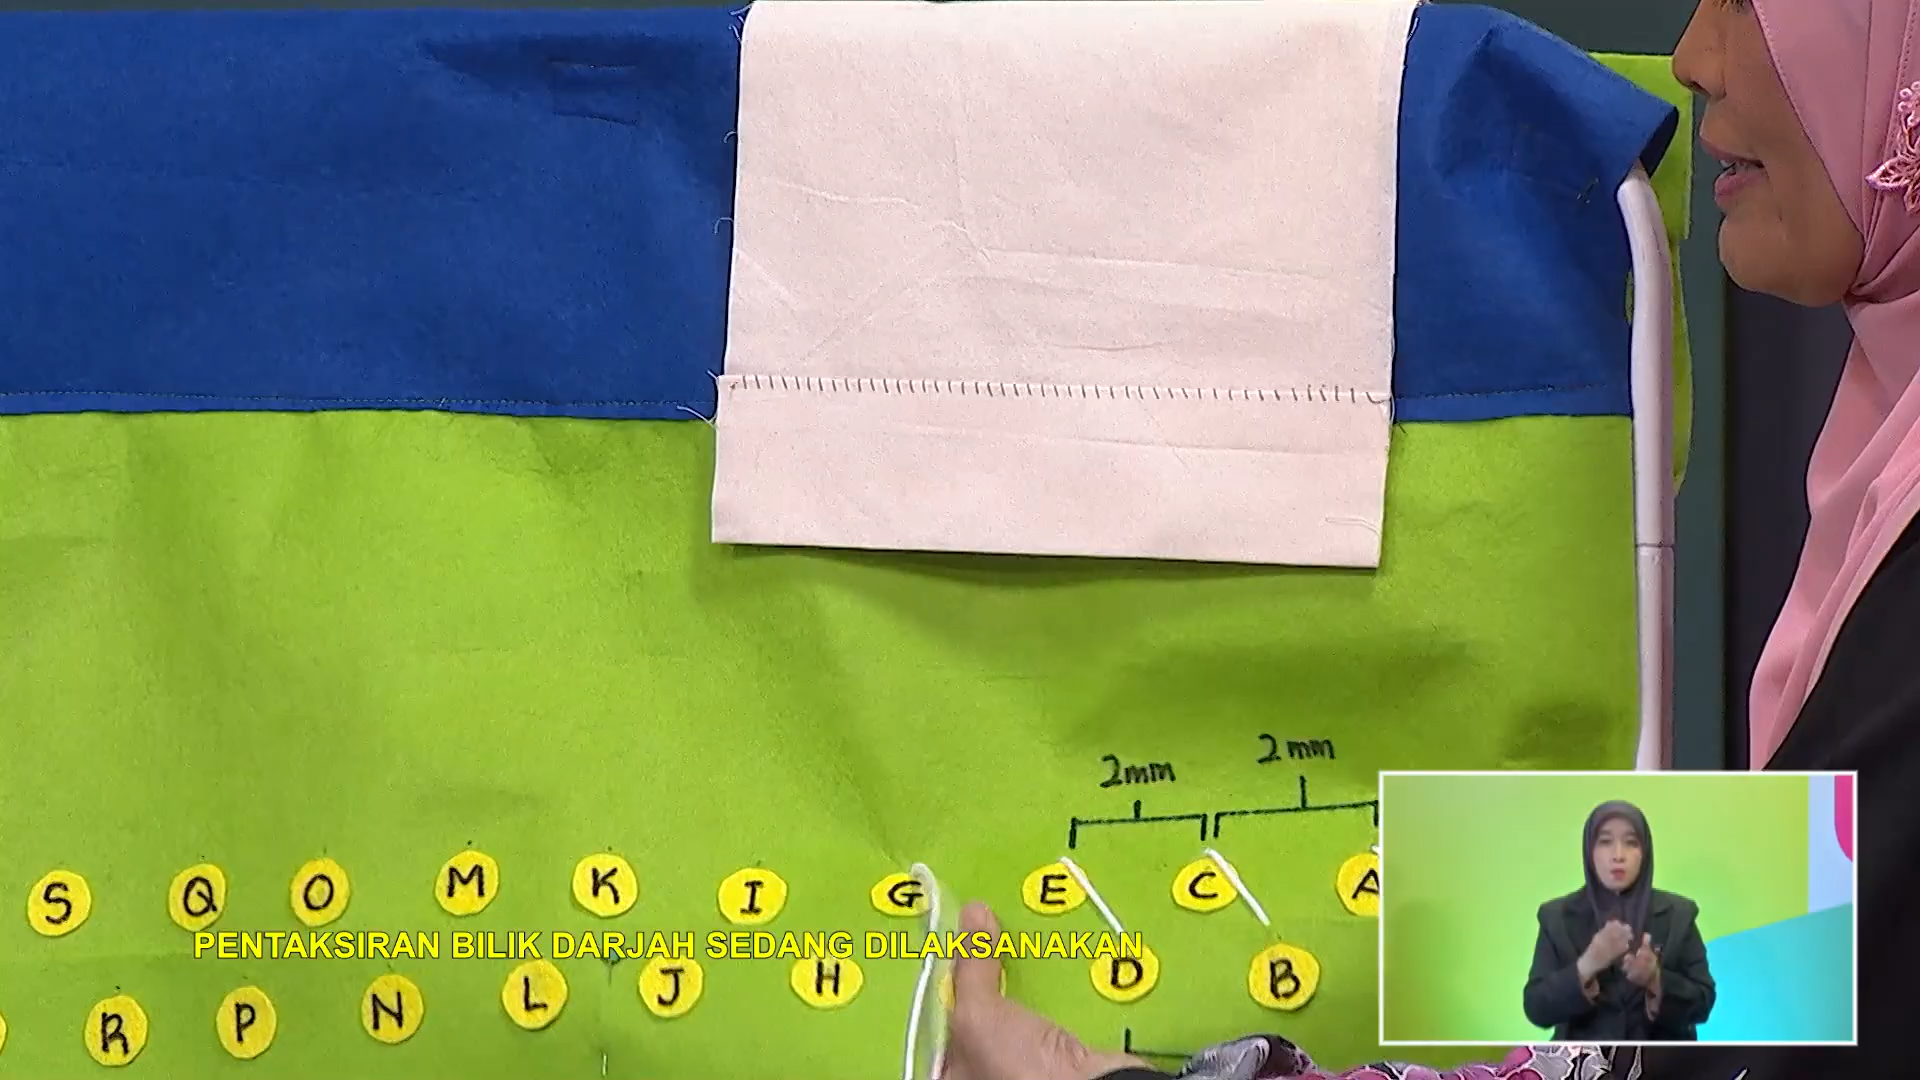 2mm
2mm
S Q O M K I G E C A
PENTAKSIRAN BILIK DARJAH SEDANG DILAKSANAKAN
R P N L J H D B